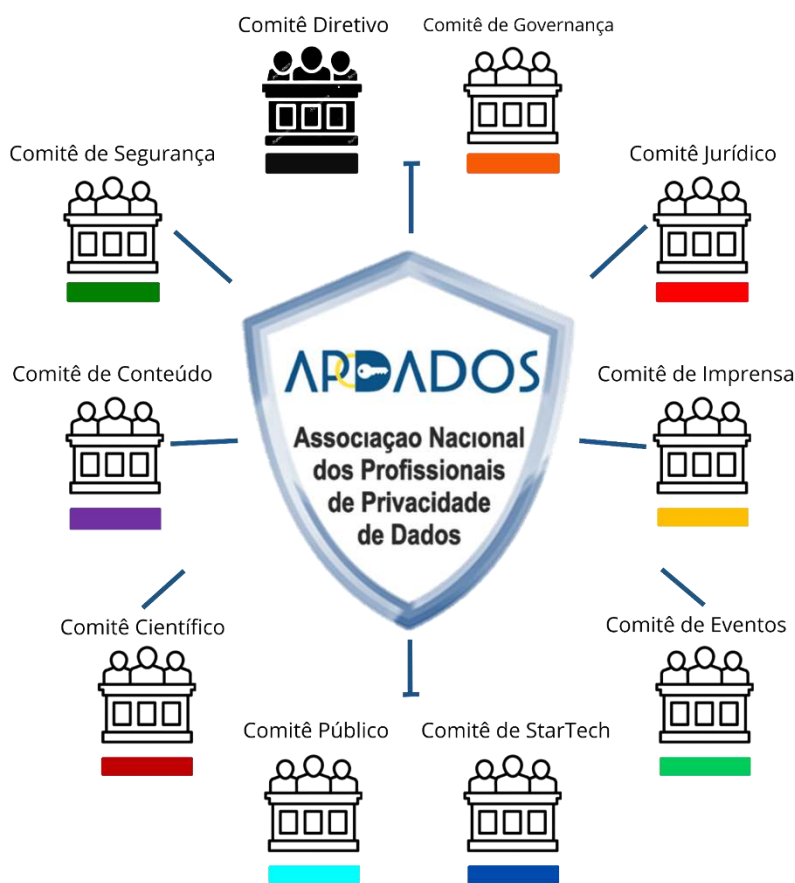 Comitê Diretivo
Comitê de Governança
Comitê de Segurança
Comitê Jurídico
APDADOS
Associaçao Nacional
dos Profissionais
de Privacidade
de Dados
Comitê de Conteúdo
Comitê de Imprensa
Comitê Científico
Comitê de Eventos
Comitê Público
Comitê de StarTech